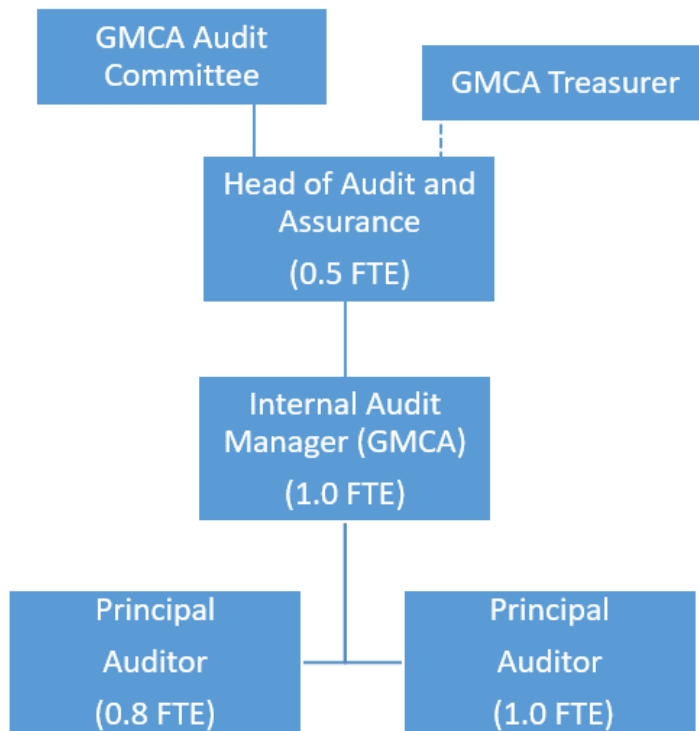 GMCA Audit
Committee
GMCA Treasurer
Head of Audit and
Assurance
(0.5 FTE)
Internal Audit
Manager (GMCA)
(1.0 FTE)
Principal
Auditor
(0.8 FTE)
Principal
Auditor
(1.0 FTE)